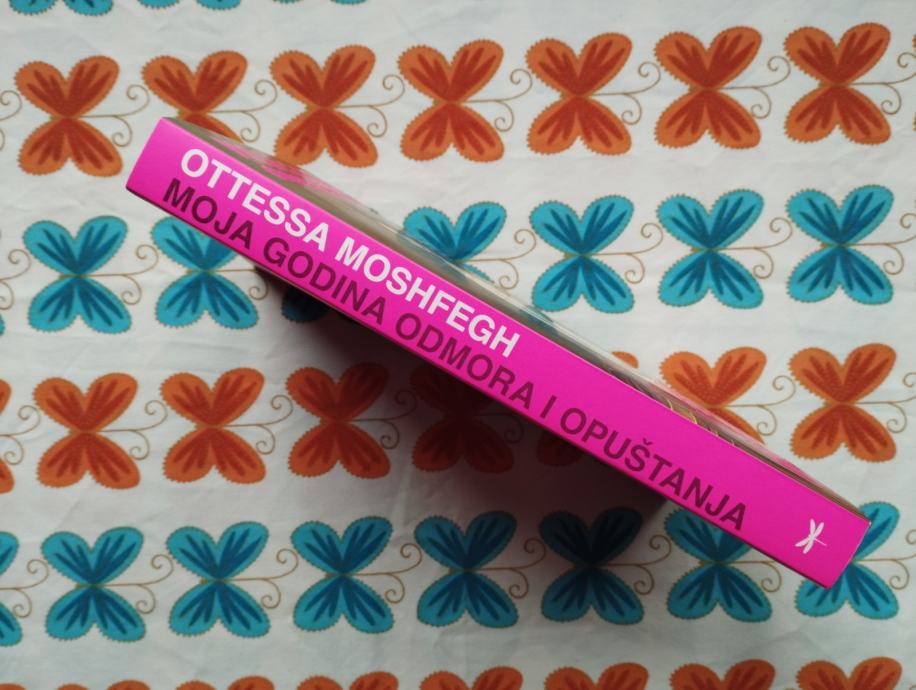 OTTESSA MOSHFEGH
MOJA GODINA ODMORA I OPUŠTANJA